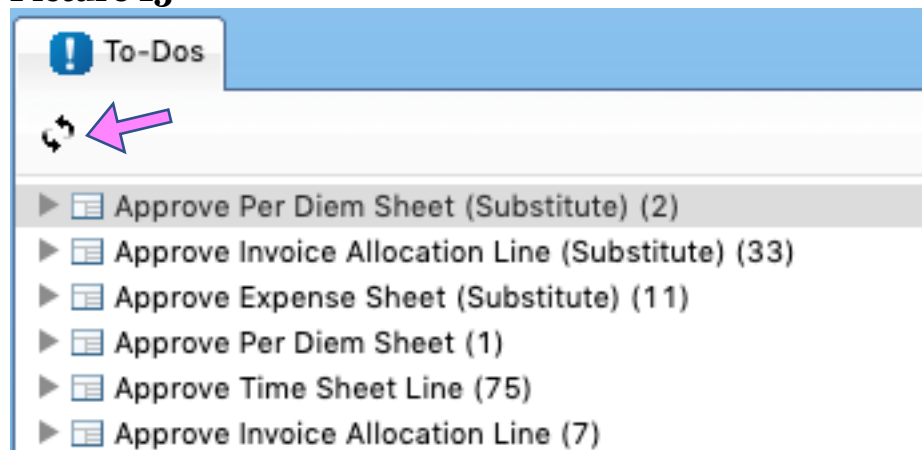 To-Dos
Approve Per Diem Sheet (Substitute) (2)
Approve Invoice Allocation Line (Substitute) (33)
Approve Expense Sheet (Substitute) (11)
Approve Per Diem Sheet (1)
Approve Time Sheet Line (75)
Approve Invoice Allocation Line (7)